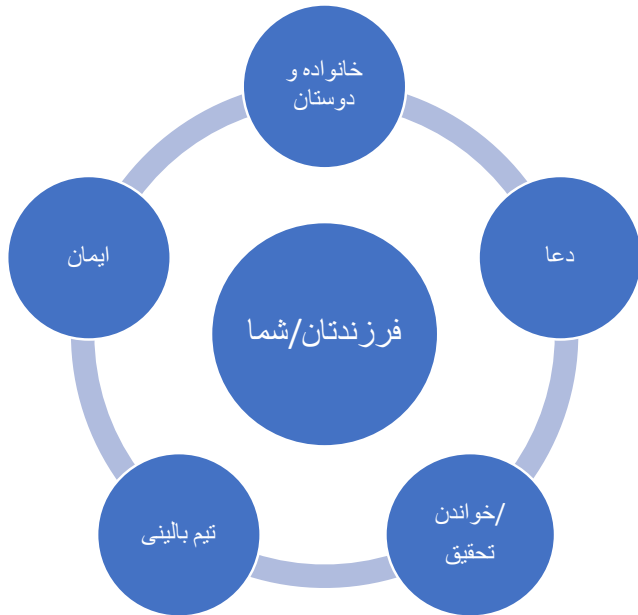 خانواده و
دوستان
دعا
خواندن/
تحقیق
تیم بالینی
ایمان
فرزندتان/شما